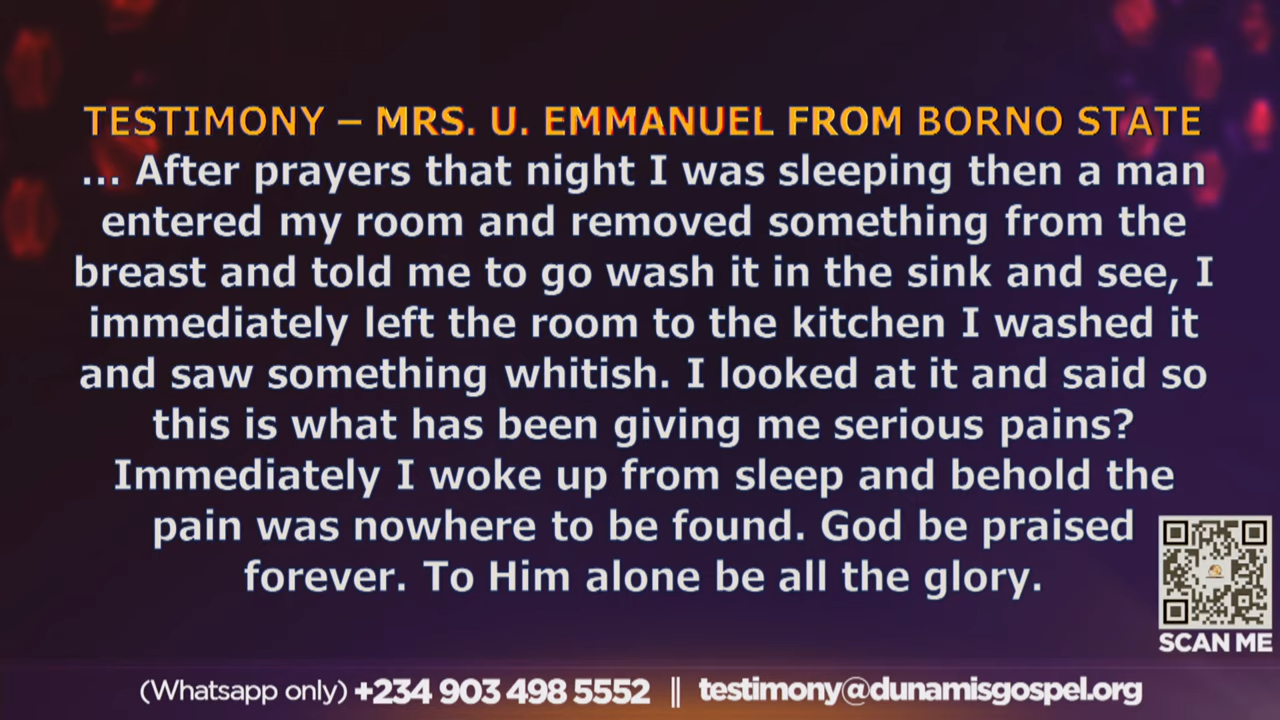 TESTIMONY – MRS. U. EMMANUEL FROM BORNO STATE
... After prayers that night I was sleeping then a man
entered my room and removed something from the
breast and told me to go wash it in the sink and see, I
immediately left the room to the kitchen I washed it
and saw something whitish. I looked at it and said so
this is what has been giving me serious pains?
Immediately I woke up from sleep and behold the
pain was nowhere to be found. God be praised
forever. To Him alone be all the glory.
SCAN ME
(Whatsapp only) +234 903 498 5552 || testimony@dunamisgospel.org